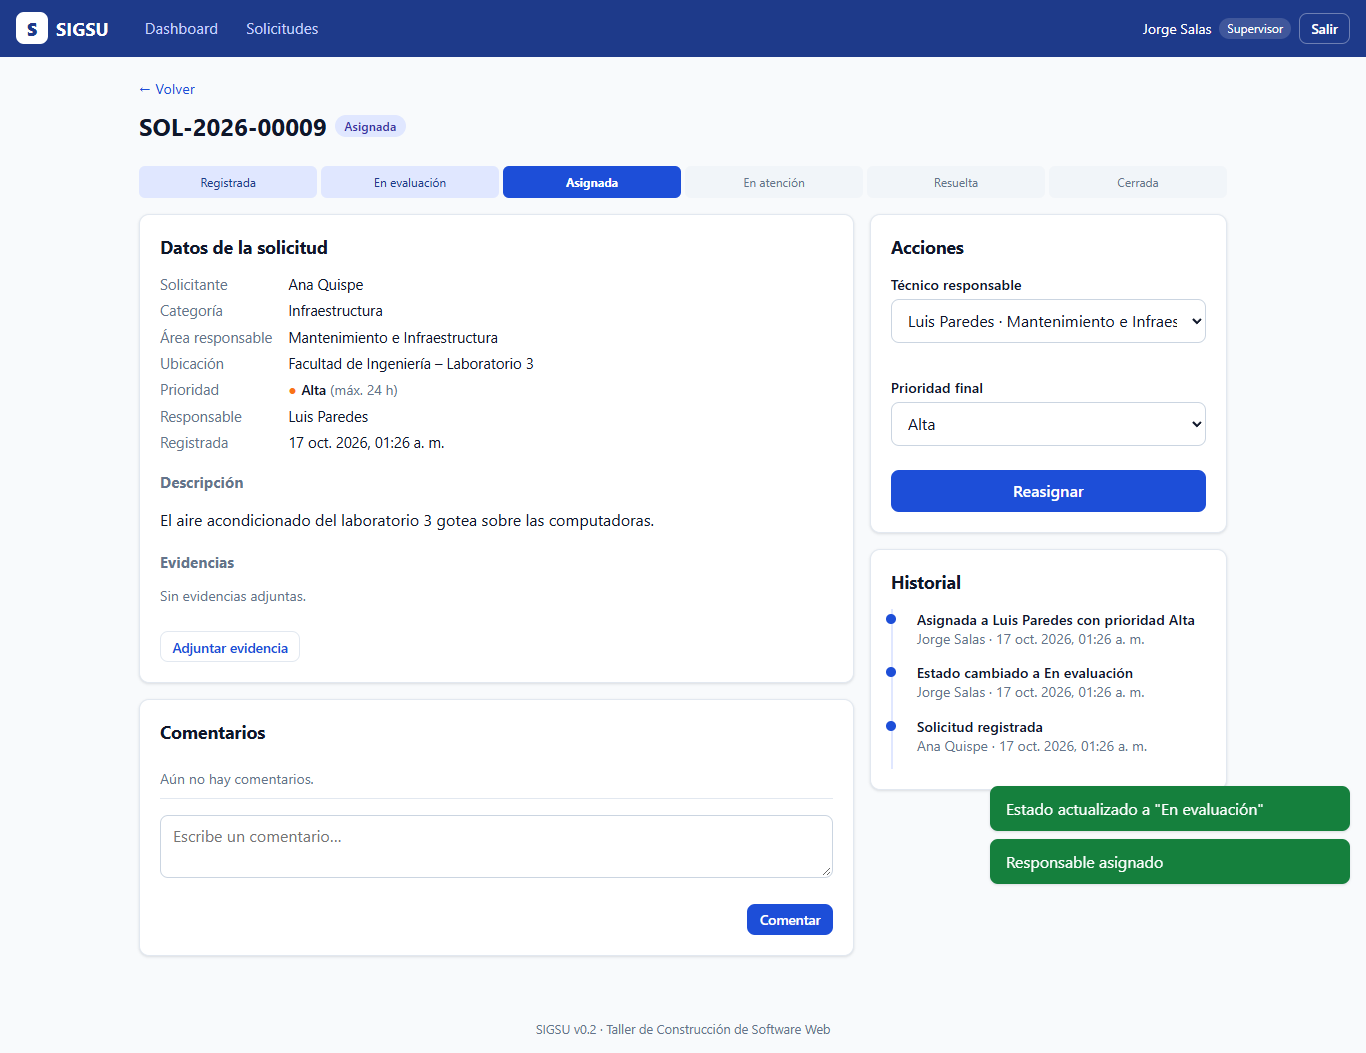 S SIGSU Dashboard Solicitudes Jorge Salas Supervisor Salir
← Volver
SOL-2026-00009 Asignada
Registrada En evaluación Asignada En atención Resuelta Cerrada
Datos de la solicitud
Solicitante Ana Quispe
Categoría Infraestructura
Área responsable Mantenimiento e Infraestructura
Ubicación Facultad de Ingeniería – Laboratorio 3
Prioridad ● Alta (máx. 24 h)
Responsable Luis Paredes
Registrada 17 oct. 2026, 01:26 a. m.
Descripción
El aire acondicionado del laboratorio 3 gotea sobre las computadoras.
Evidencias
Sin evidencias adjuntas.
Adjuntar evidencia
Comentarios
Aún no hay comentarios.
Escribe un comentario...
Comentar
Acciones
Técnico responsable
Luis Paredes · Mantenimiento e Infraes
Prioridad final
Alta
Reasignar
Historial
Asignada a Luis Paredes con prioridad Alta
Jorge Salas · 17 oct. 2026, 01:26 a. m.
Estado cambiado a En evaluación
Jorge Salas · 17 oct. 2026, 01:26 a. m.
Solicitud registrada
Ana Quispe · 17 oct. 2026, 01:26 a. m.
Estado actualizado a "En evaluación"
Responsable asignado
SIGSU v0.2 · Taller de Construcción de Software Web